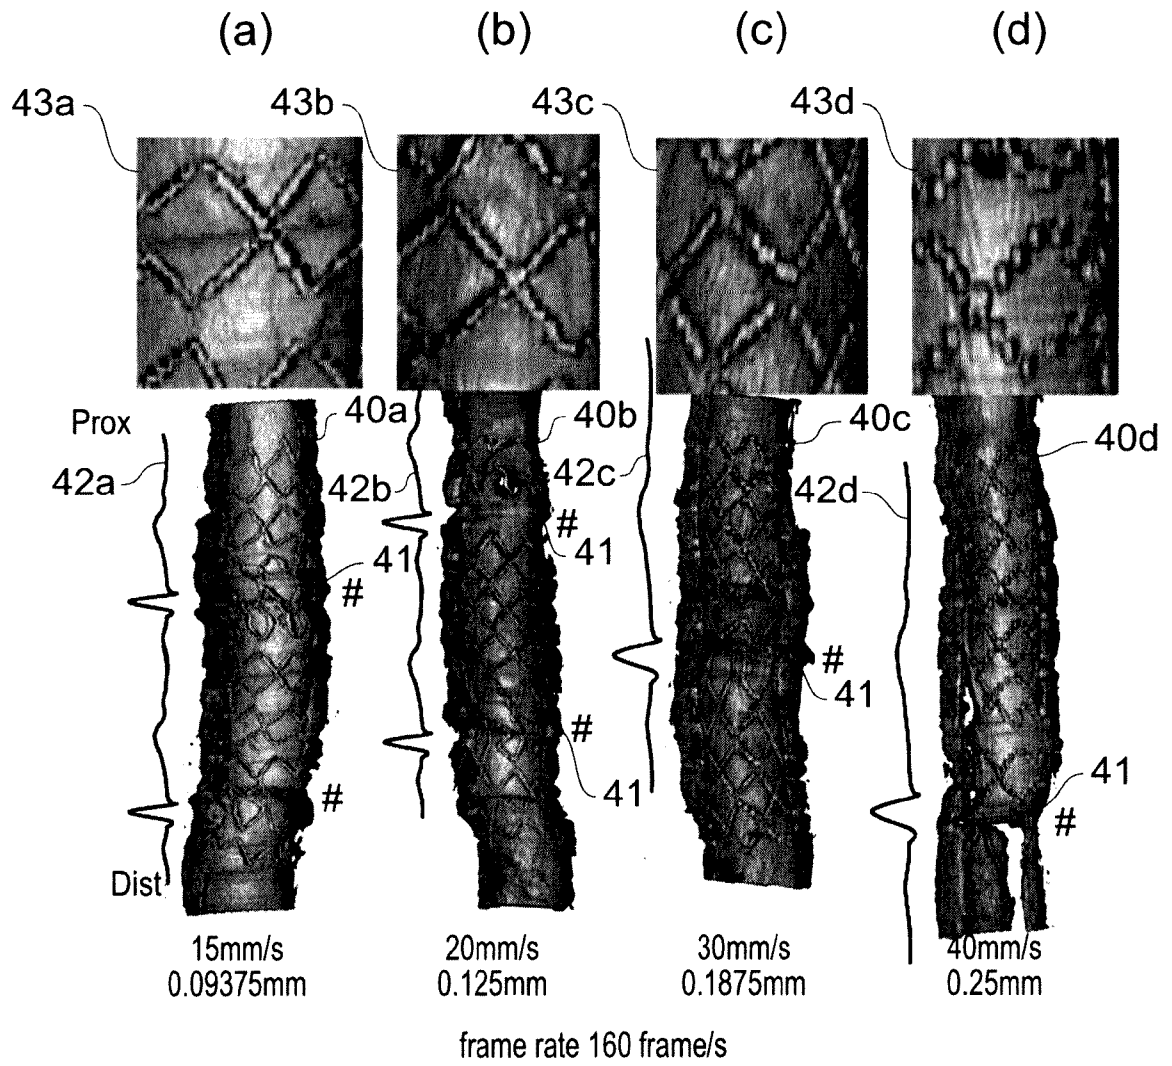 (a) (b) (c) (d)
43a 43b 43c 43d
Prox 40a 40b 40c 40d
42a 42b 42c 42d
# 41
41 #
# 41
# 41
# 41
#
Dist
15mm/s 20mm/s 30mm/s 40mm/s
0.09375mm 0.125mm 0.1875mm 0.25mm
frame rate 160 frame/s